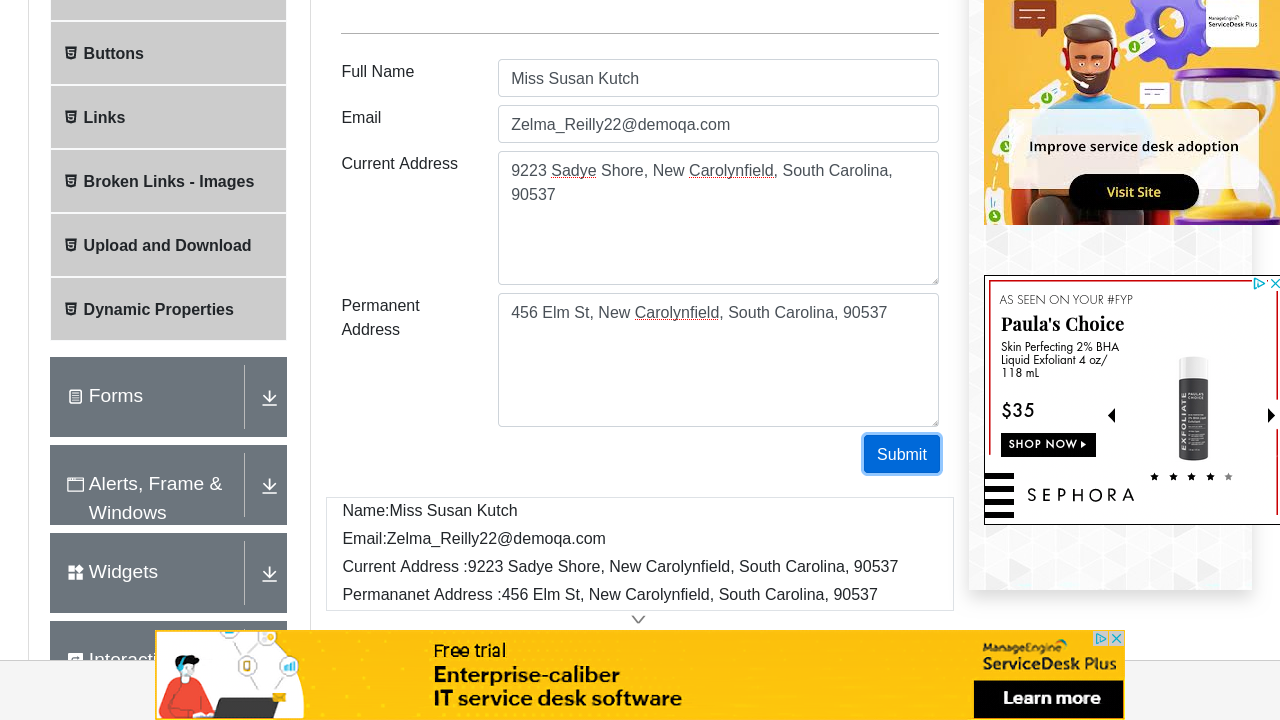 Buttons
Links
Broken Links - Images
Upload and Download
Dynamic Properties
Forms
Alerts, Frame &
Windows
Widgets
Full Name
Miss Susan Kutch
Email
Zelma_Reilly22@demoqa.com
Current Address
9223 Sadye Shore, New Carolynfield, South Carolina,
90537
Permanent
Address
456 Elm St, New Carolynfield, South Carolina, 90537
Submit
Name:Miss Susan Kutch
Email:Zelma_Reilly22@demoqa.com
Current Address :9223 Sadye Shore, New Carolynfield, South Carolina, 90537
Permananet Address :456 Elm St, New Carolynfield, South Carolina, 90537
ManageEngine
ServiceDesk Plus
Improve service desk adoption
Visit Site
AS SEEN ON YOUR #FYP
Paula's Choice
Skin Perfecting 2% BHA
Liquid Exfoliant 4 oz/
118 mL
$35
SHOP NOW
PAULA'S CHOICE
EXFOLIATE
SEPHORA
Free trial
Enterprise-caliber
IT service desk software
ManageEngine
ServiceDesk Plus
Learn more